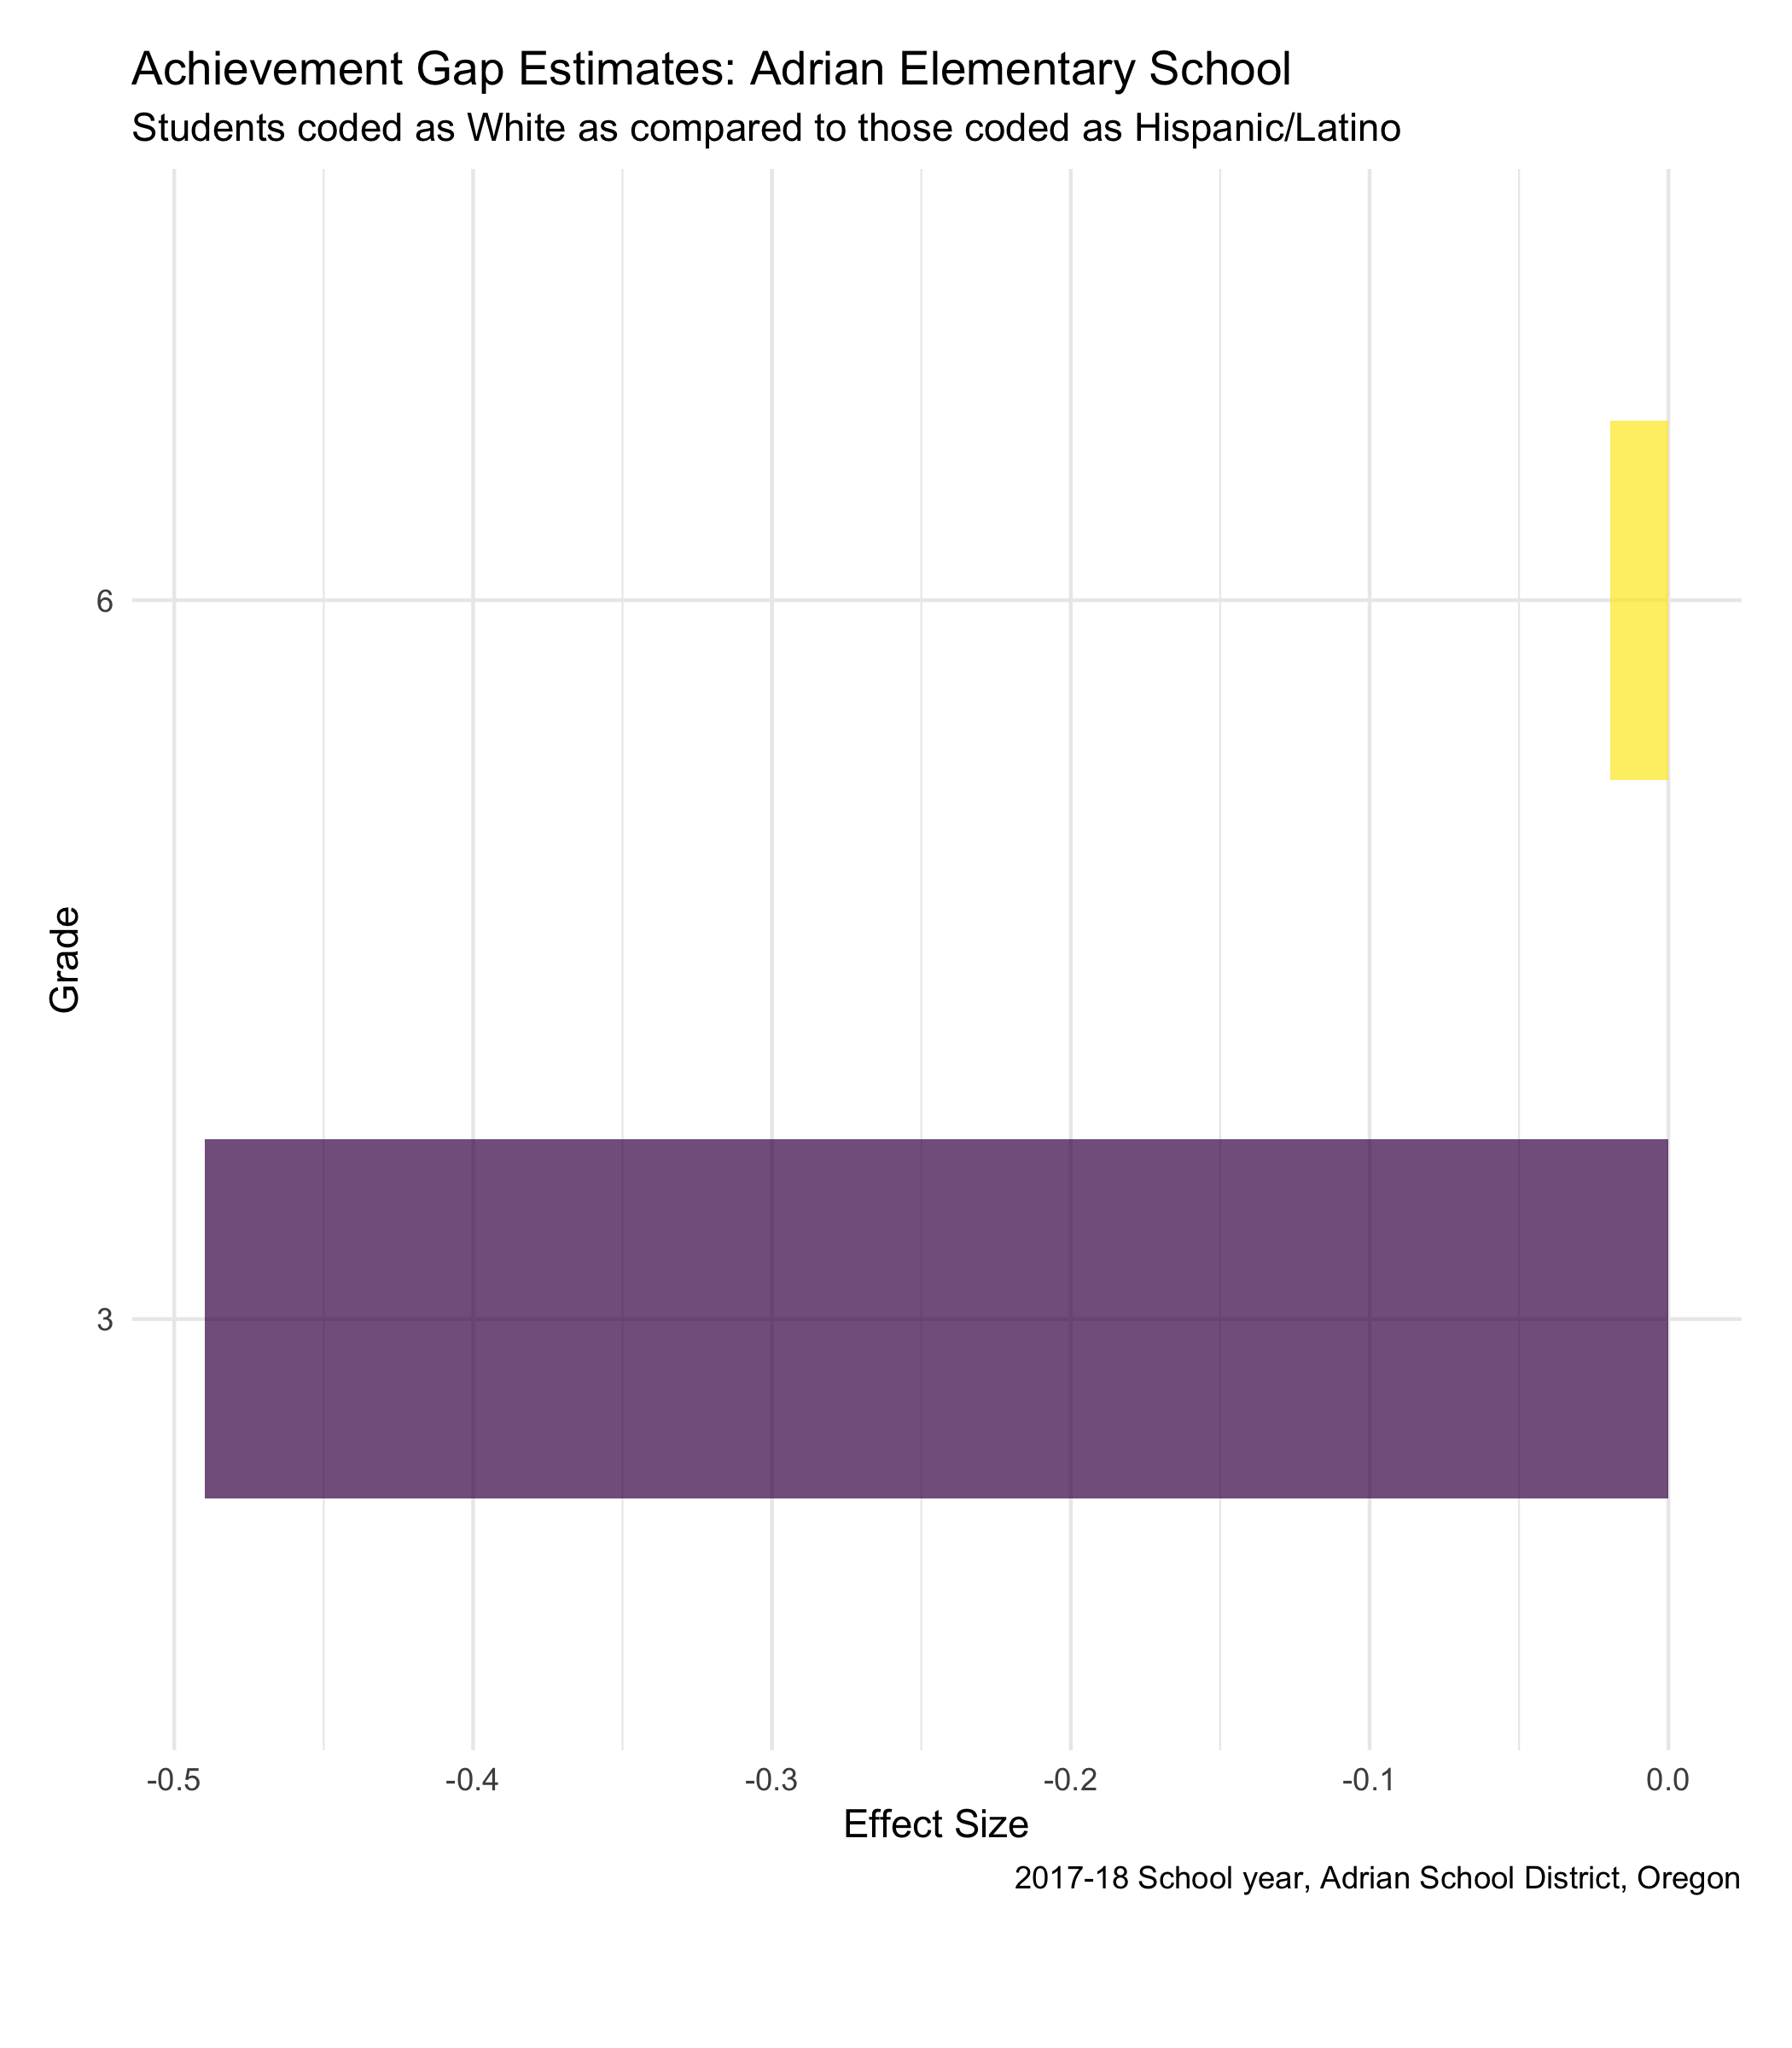 Achievement Gap Estimates: Adrian Elementary School
Students coded as White as compared to those coded as Hispanic/Latino
6
Grade
3
-0.5 -0.4 -0.3 -0.2 -0.1 0.0
Effect Size
2017-18 School year, Adrian School District, Oregon